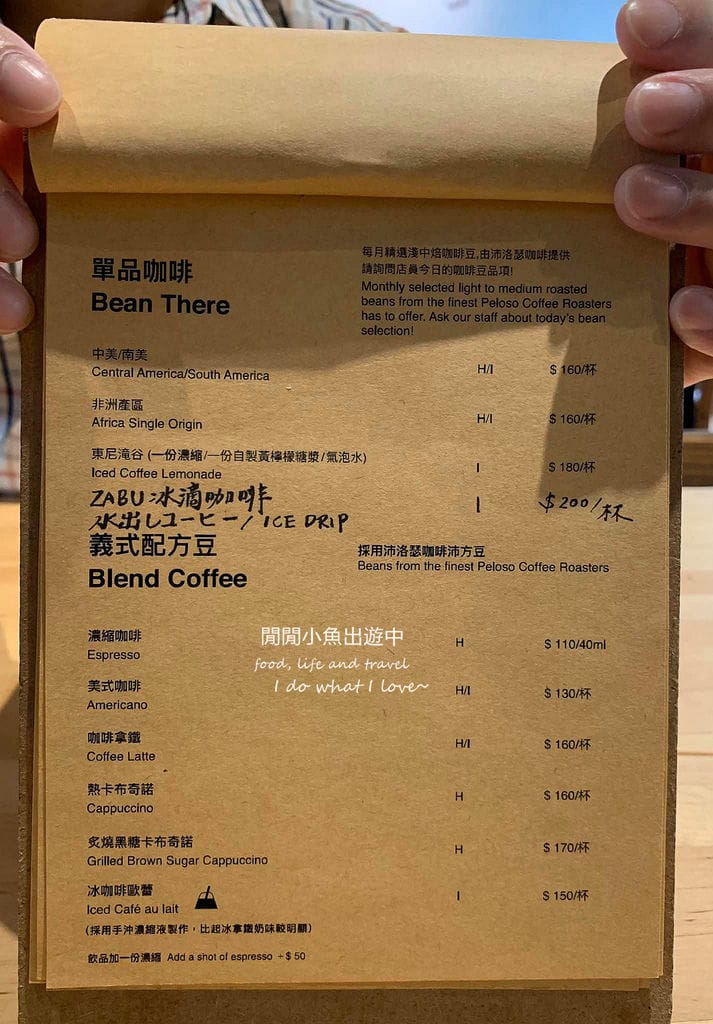 單品咖啡
Bean There
每月精選淺中焙咖啡豆,由沛洛瑟咖啡提供
請詢問店員今日的咖啡豆品項!
Monthly selected light to medium roasted
beans from the finest Peloso Coffee Roasters
has to offer. Ask our staff about today's bean
selection!
中美/南美
Central America/South America H/I $ 160/杯
非洲產區
Africa Single Origin H/I $ 160/杯
東尼滝谷 (一份濃縮/一份自製黃檸檬糖漿/氣泡水)
Iced Coffee Lemonade I $ 180/杯
ZABU 冰滴咖啡 I $200/杯
水出しコーヒー/ICE DRIP
義式配方豆
Blend Coffee
採用沛洛瑟咖啡沛方豆
Beans from the finest Peloso Coffee Roasters
濃縮咖啡
Espresso H $ 110/40ml
閒閒小魚出遊中
food, life and travel
I do what I love~
美式咖啡
Americano H/I $ 130/杯
咖啡拿鐵
Coffee Latte H/I $ 160/杯
熱卡布奇諾
Cappuccino H $ 160/杯
炙燒黑糖卡布奇諾
Grilled Brown Sugar Cappuccino H $ 170/杯
冰咖啡歐蕾
Iced Café au lait I $ 150/杯
(採用手沖濃縮液製作，比起冰拿鐵奶味較明顯)
飲品加一份濃縮 Add a shot of espresso +$ 50